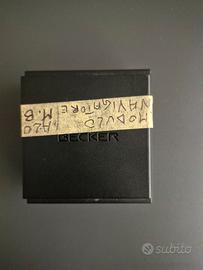 MODULO
NAVIGATORE M.B
BECKER
subito